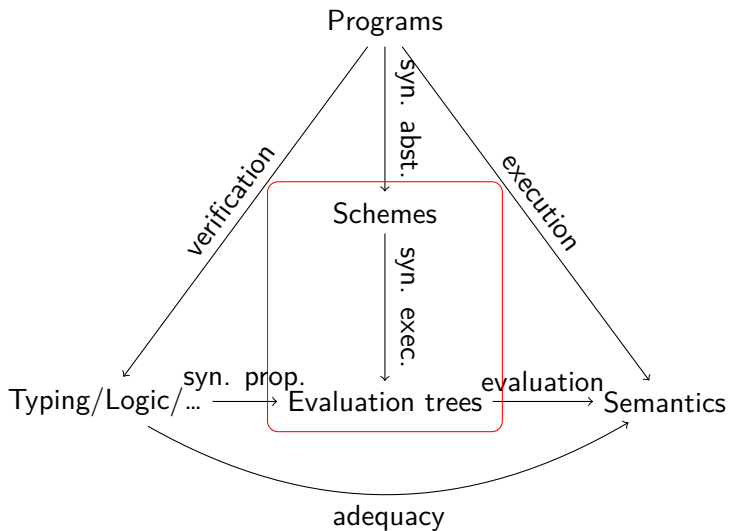 Programs
syn. abst.
verification
execution
Schemes
syn. exec.
syn. prop.
evaluation
Typing/Logic/...
Evaluation trees
Semantics
adequacy